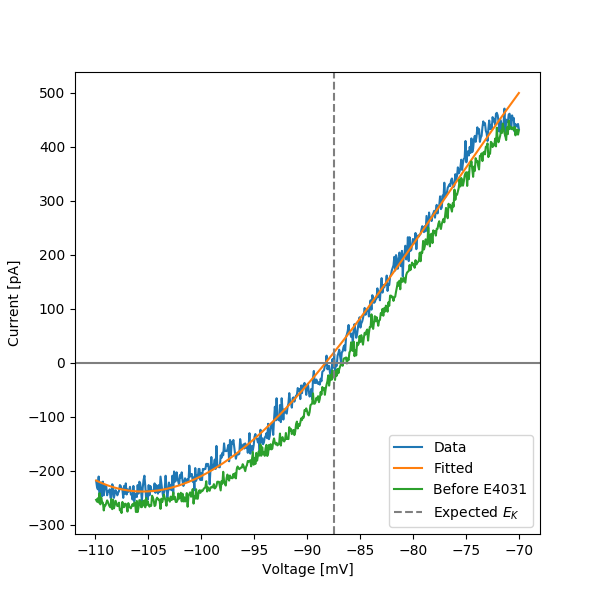 500
400
300
200
100
0
−100
−200
−300
Current [pA]
Data
Fitted
Before E4031
Expected E_K
−110 −105 −100 −95 −90 −85 −80 −75 −70
Voltage [mV]